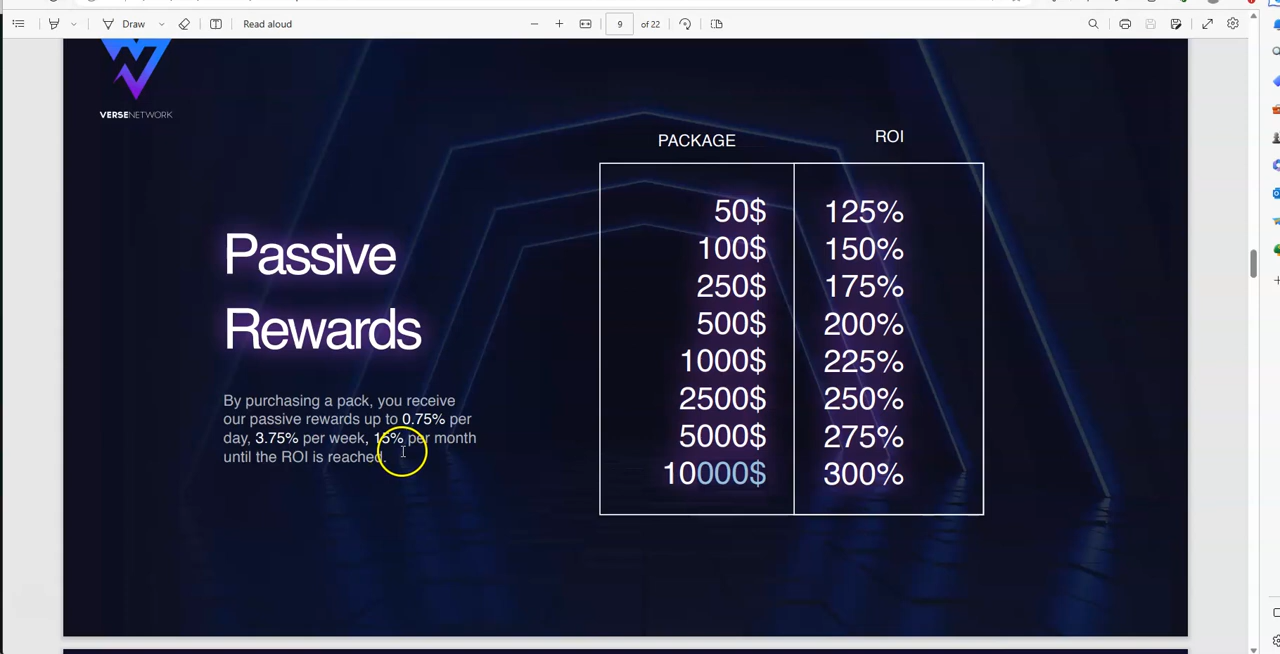 Draw
Read aloud
9
of 22
VERSENETWORK
PACKAGE
ROI
50$ 125%
100$ 150%
250$ 175%
500$ 200%
1000$ 225%
2500$ 250%
5000$ 275%
10000$ 300%
Passive
Rewards
By purchasing a pack, you receive
our passive rewards up to 0.75% per
day, 3.75% per week, 15% per month
until the ROI is reached.